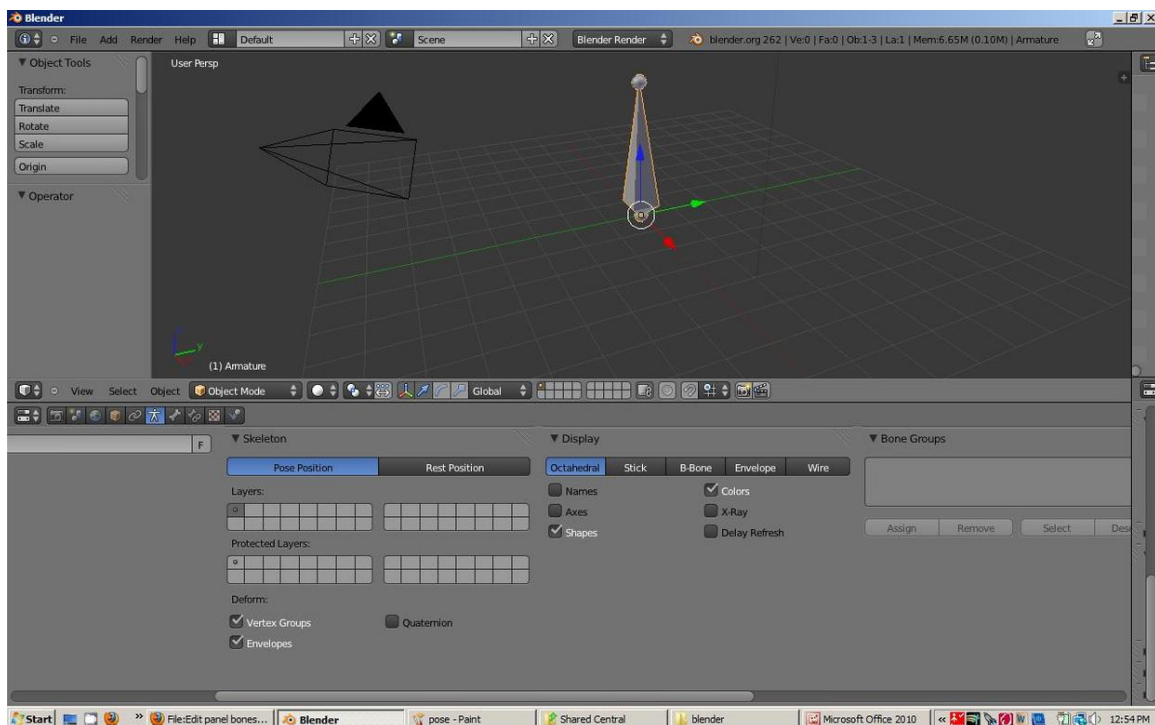 Blender
File Add Render Help Default Scene Blender Render blender.org 262 | Ve:0 | Fa:0 | Ob:1-3 | La:1 | Mem:6.65M (0.10M) | Armature
Object Tools
User Persp
Transform:
Translate
Rotate
Scale
Origin
Operator
y
(1) Armature
View Select Object Object Mode Global
F Skeleton Display Bone Groups
Pose Position Rest Position Octahedral Stick B-Bone Envelope Wire
Layers: Names Colors
Axes X-Ray
Shapes Delay Refresh Assign Remove Select Des
Protected Layers:
Deform:
Vertex Groups Quaternion
Envelopes
Start » File:Edit panel bones... Blender pose - Paint Shared Central blender Microsoft Office 2010 « 12:54 PM